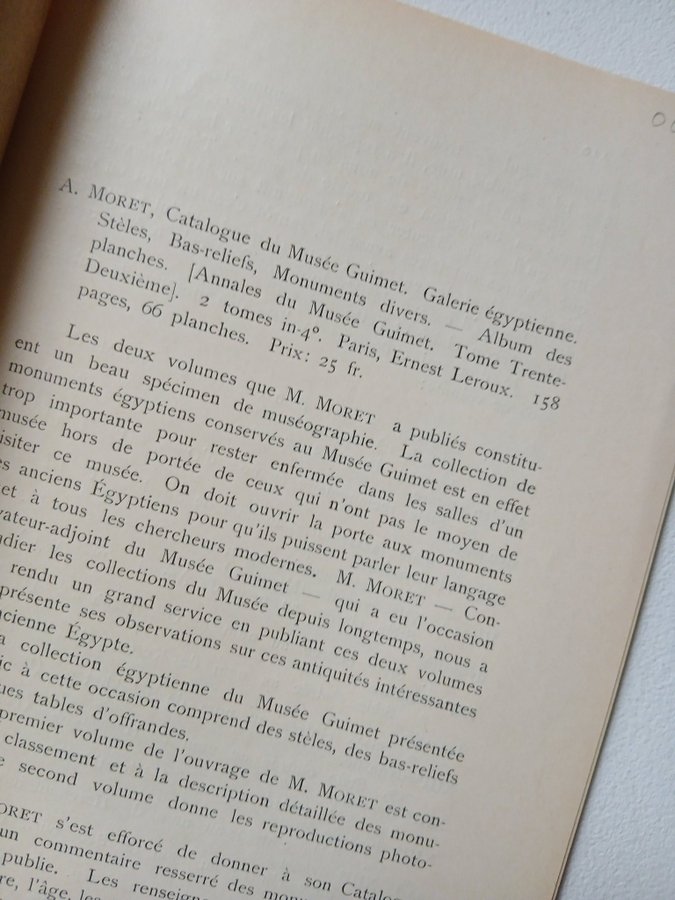 A. MORET, Catalogue du Musée Guimet. Galerie égyptienne.
Stèles, Bas-reliefs, Monuments divers. — Album des
planches. [Annales du Musée Guimet. Tome Trente-
Deuxième]. 2 tomes in-4°. Paris, Ernest Leroux. 158
pages, 66 planches. Prix: 25 fr.
Les deux volumes que M. MORET a publiés constitu-
ent un beau spécimen de muséographie. La collection de
monuments égyptiens conservés au Musée Guimet est en effet
trop importante pour rester enfermée dans les salles d'un
musée hors de portée de ceux qui n'ont pas le moyen de
visiter ce musée. On doit ouvrir la porte aux monuments
anciens Égyptiens pour qu'ils puissent parler leur langage
et à tous les chercheurs modernes. M. MORET — Con-
vateur-adjoint du Musée Guimet — qui a eu l'occasion
udier les collections du Musée depuis longtemps, nous a
rendu un grand service en publiant ces deux volumes
présente ses observations sur ces antiquités intéressantes
cienne Égypte.
collection égyptienne du Musée Guimet présentée
ic à cette occasion comprend des stèles, des bas-reliefs
ues tables d'offrandes.
premier volume de l'ouvrage de M. MORET est con-
classement et à la description détaillée des monu-
second volume donne les reproductions photo-
ORET s'est efforcé de donner à son Catalo
un commentaire resserré des
publie. Les renseign
re, l'âge, les